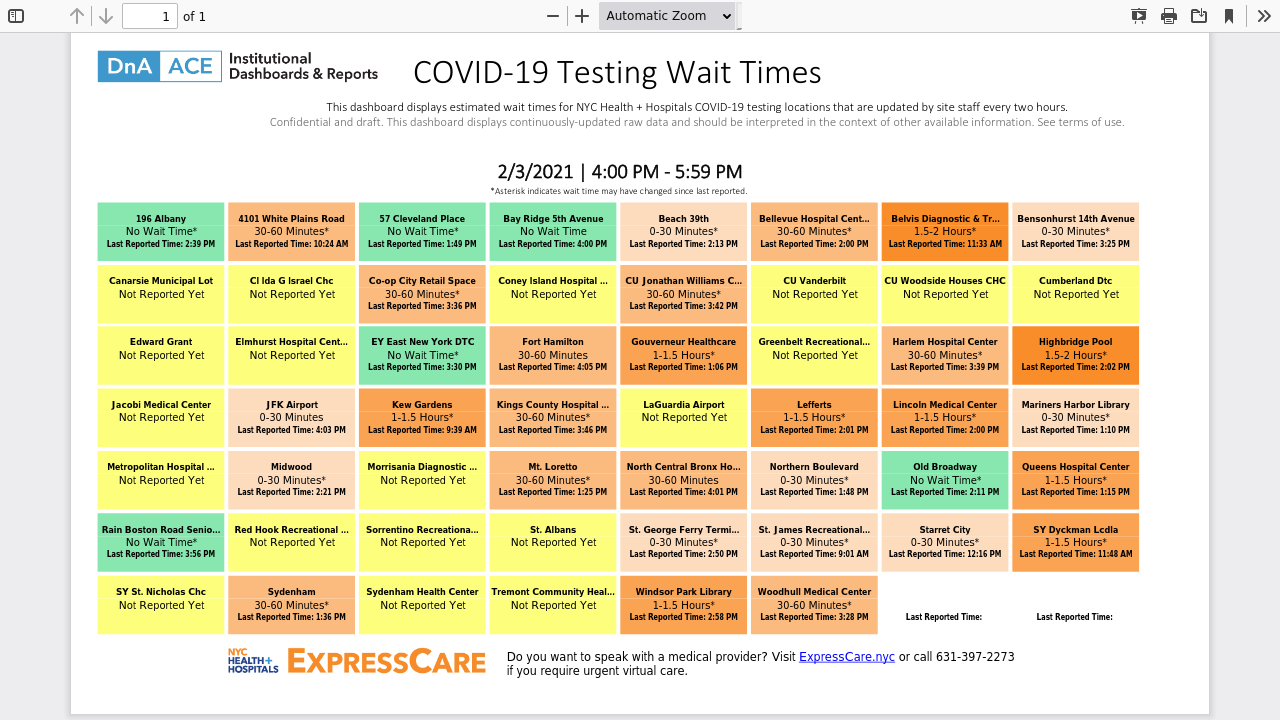 1 of 1 Automatic Zoom
DnA ACE Institutional
Dashboards & Reports
COVID-19 Testing Wait Times
This dashboard displays estimated wait times for NYC Health + Hospitals COVID-19 testing locations that are updated by site staff every two hours.
Confidential and draft. This dashboard displays continuously-updated raw data and should be interpreted in the context of other available information. See terms of use.
2/3/2021 | 4:00 PM - 5:59 PM
*Asterisk indicates wait time may have changed since last reported.
196 Albany
No Wait Time*
Last Reported Time: 2:39 PM
4101 White Plains Road
30-60 Minutes*
Last Reported Time: 10:24 AM
57 Cleveland Place
No Wait Time*
Last Reported Time: 1:49 PM
Bay Ridge 5th Avenue
No Wait Time
Last Reported Time: 4:00 PM
Beach 39th
0-30 Minutes*
Last Reported Time: 2:13 PM
Bellevue Hospital Cent...
30-60 Minutes*
Last Reported Time: 2:00 PM
Belvis Diagnostic & Tr...
1.5-2 Hours*
Last Reported Time: 11:33 AM
Bensonhurst 14th Avenue
0-30 Minutes*
Last Reported Time: 3:25 PM
Canarsie Municipal Lot
Not Reported Yet
CI Ida G Israel Chc
Not Reported Yet
Co-op City Retail Space
30-60 Minutes*
Last Reported Time: 3:36 PM
Coney Island Hospital ...
Not Reported Yet
CU Jonathan Williams C...
30-60 Minutes*
Last Reported Time: 3:42 PM
CU Vanderbilt
Not Reported Yet
CU Woodside Houses CHC
Not Reported Yet
Cumberland Dtc
Not Reported Yet
Edward Grant
Not Reported Yet
Elmhurst Hospital Cent...
Not Reported Yet
EY East New York DTC
No Wait Time*
Last Reported Time: 3:30 PM
Fort Hamilton
30-60 Minutes
Last Reported Time: 4:05 PM
Gouverneur Healthcare
1-1.5 Hours*
Last Reported Time: 1:06 PM
Greenbelt Recreational...
Not Reported Yet
Harlem Hospital Center
30-60 Minutes*
Last Reported Time: 3:39 PM
Highbridge Pool
1.5-2 Hours*
Last Reported Time: 2:02 PM
Jacobi Medical Center
Not Reported Yet
JFK Airport
0-30 Minutes
Last Reported Time: 4:03 PM
Kew Gardens
1-1.5 Hours*
Last Reported Time: 9:39 AM
Kings County Hospital ...
30-60 Minutes*
Last Reported Time: 3:46 PM
LaGuardia Airport
Not Reported Yet
Lefferts
1-1.5 Hours*
Last Reported Time: 2:01 PM
Lincoln Medical Center
1-1.5 Hours*
Last Reported Time: 2:00 PM
Mariners Harbor Library
0-30 Minutes*
Last Reported Time: 1:10 PM
Metropolitan Hospital ...
Not Reported Yet
Midwood
0-30 Minutes*
Last Reported Time: 2:21 PM
Morrisania Diagnostic ...
Not Reported Yet
Mt. Loretto
30-60 Minutes*
Last Reported Time: 1:25 PM
North Central Bronx Ho...
30-60 Minutes
Last Reported Time: 4:01 PM
Northern Boulevard
0-30 Minutes*
Last Reported Time: 1:48 PM
Old Broadway
No Wait Time*
Last Reported Time: 2:11 PM
Queens Hospital Center
1-1.5 Hours*
Last Reported Time: 1:15 PM
Rain Boston Road Senio...
No Wait Time*
Last Reported Time: 3:56 PM
Red Hook Recreational ...
Not Reported Yet
Sorrentino Recreationa...
Not Reported Yet
St. Albans
Not Reported Yet
St. George Ferry Termi...
0-30 Minutes*
Last Reported Time: 2:50 PM
St. James Recreational...
0-30 Minutes*
Last Reported Time: 9:01 AM
Starret City
0-30 Minutes*
Last Reported Time: 12:16 PM
SY Dyckman Lcdla
1-1.5 Hours*
Last Reported Time: 11:48 AM
SY St. Nicholas Chc
Not Reported Yet
Sydenham
30-60 Minutes*
Last Reported Time: 1:36 PM
Sydenham Health Center
Not Reported Yet
Tremont Community Heal...
Not Reported Yet
Windsor Park Library
1-1.5 Hours*
Last Reported Time: 2:58 PM
Woodhull Medical Center
30-60 Minutes*
Last Reported Time: 3:28 PM
Last Reported Time:
Last Reported Time:
NYC
HEALTH+
HOSPITALS
EXPRESSCARE
Do you want to speak with a medical provider? Visit ExpressCare.nyc or call 631-397-2273
if you require urgent virtual care.